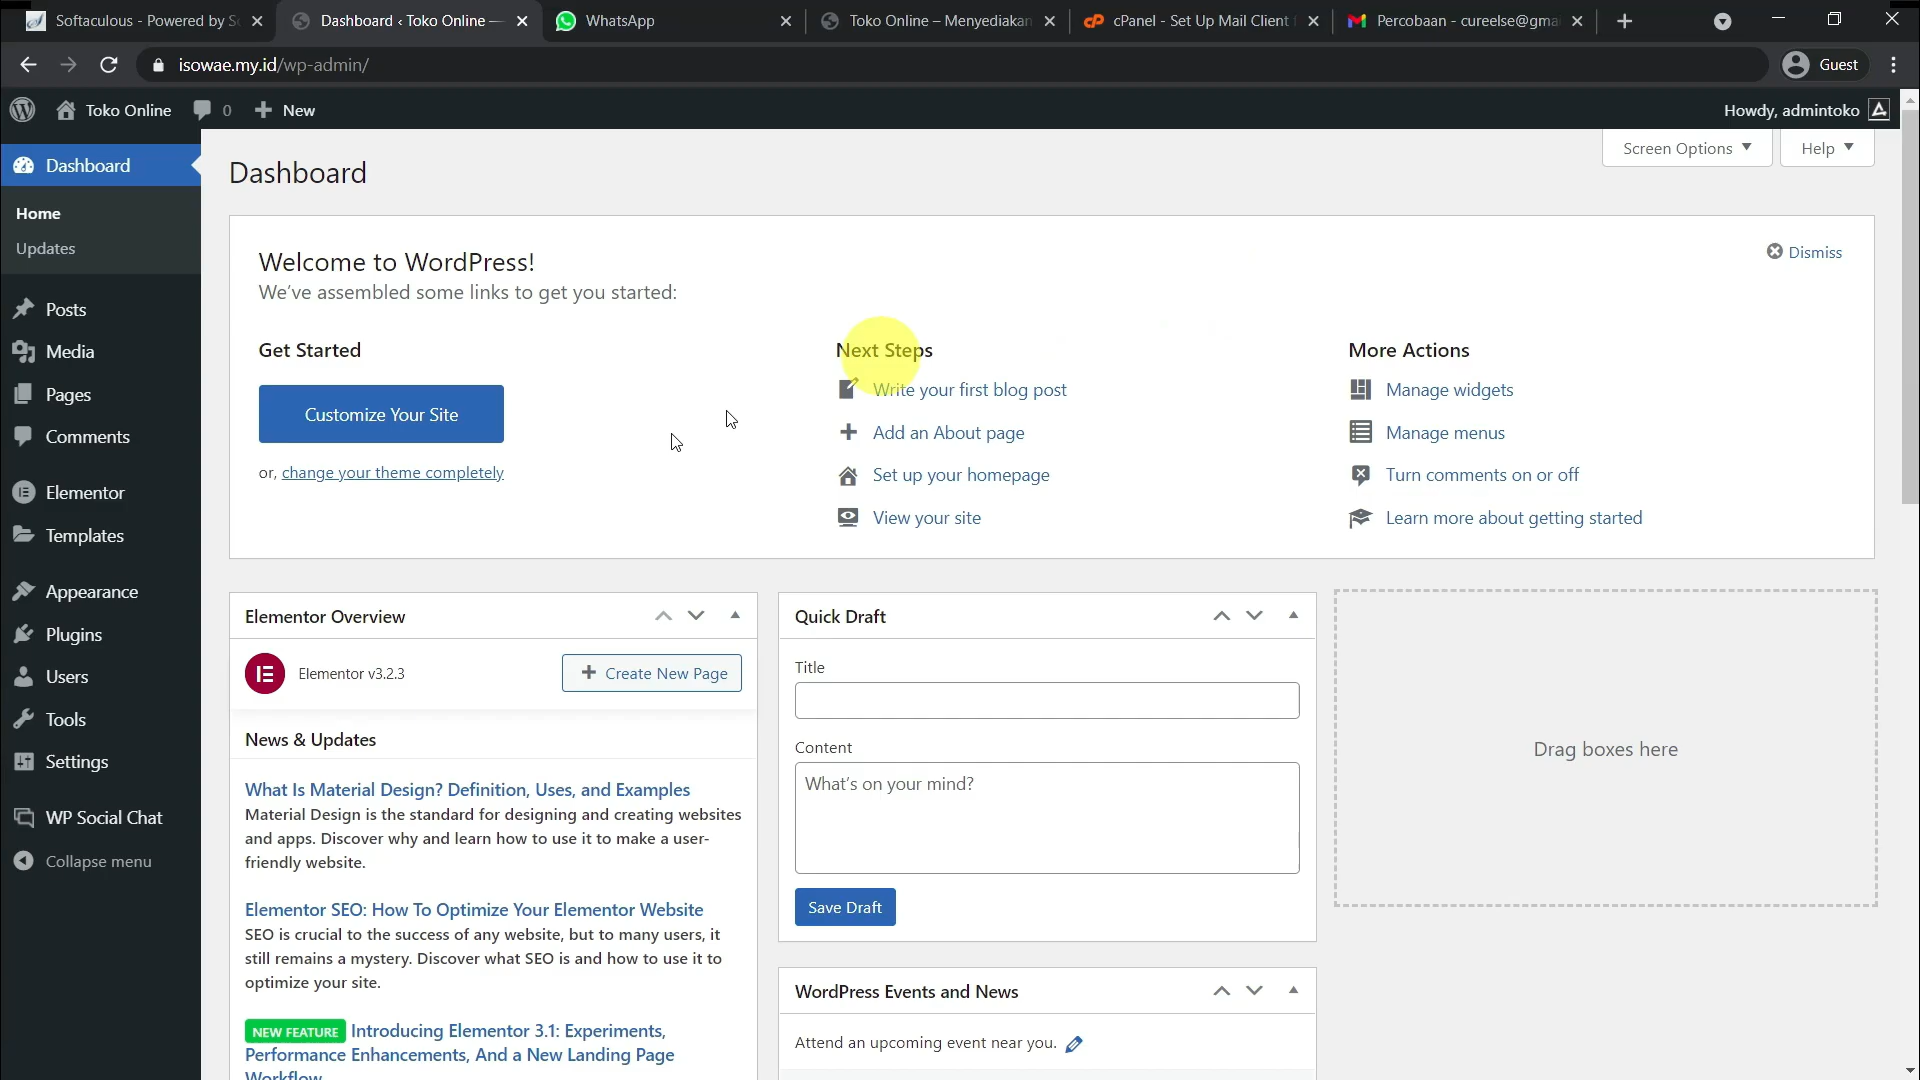 Softaculous - Powered by S
Dashboard ‹ Toko Online —
WhatsApp
Toko Online – Menyediakan
cPanel - Set Up Mail Client
Percobaan - cureelse@gma
isowae.my.id/wp-admin/
Guest
Toko Online
0
New
Howdy, admintoko
Screen Options
Help
Dashboard
Home
Updates
Posts
Media
Pages
Comments
Elementor
Templates
Appearance
Plugins
Users
Tools
Settings
WP Social Chat
Collapse menu
Dashboard
Welcome to WordPress!
We've assembled some links to get you started:
Dismiss
Get Started
Customize Your Site
or, change your theme completely
Next Steps
Write your first blog post
Add an About page
Set up your homepage
View your site
More Actions
Manage widgets
Manage menus
Turn comments on or off
Learn more about getting started
Elementor Overview
Elementor v3.2.3
Create New Page
News & Updates
What Is Material Design? Definition, Uses, and Examples
Material Design is the standard for designing and creating websites
and apps. Discover why and learn how to use it to make a user-
friendly website.
Elementor SEO: How To Optimize Your Elementor Website
SEO is crucial to the success of any website, but to many users, it
still remains a mystery. Discover what SEO is and how to use it to
optimize your site.
NEW FEATURE Introducing Elementor 3.1: Experiments,
Performance Enhancements, And a New Landing Page
Workflow
Quick Draft
Title
Content
What's on your mind?
Save Draft
WordPress Events and News
Attend an upcoming event near you.
Drag boxes here